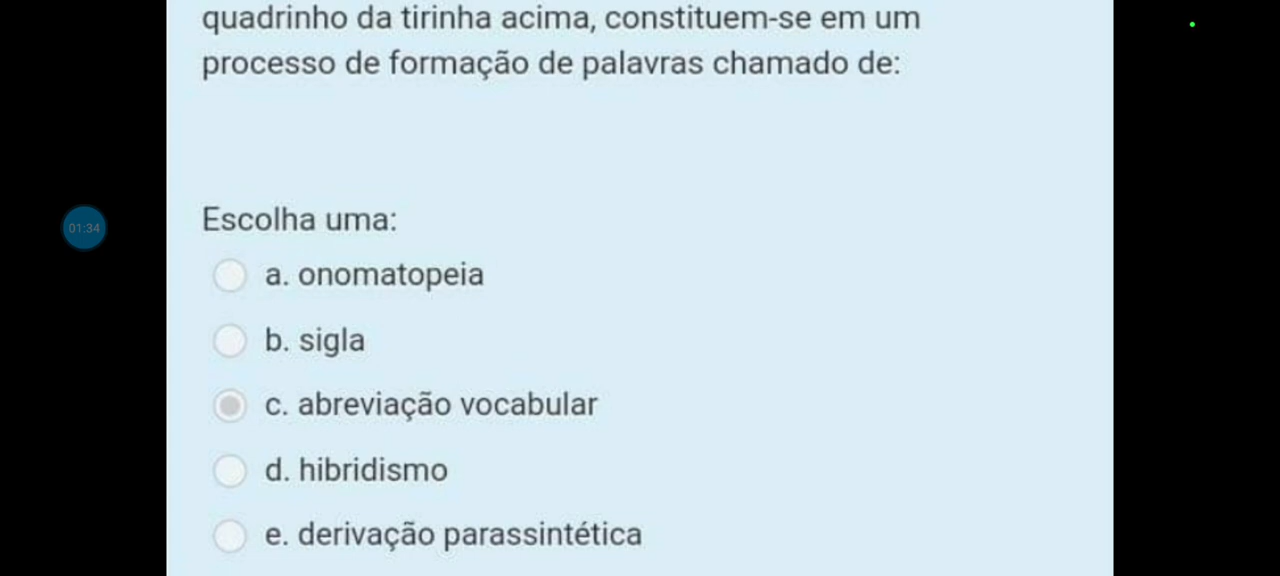 quadrinho da tirinha acima, constituem-se em um
processo de formação de palavras chamado de:
Escolha uma:
a. onomatopeia
b. sigla
c. abreviação vocabular
d. hibridismo
e. derivação parassintética
01:34